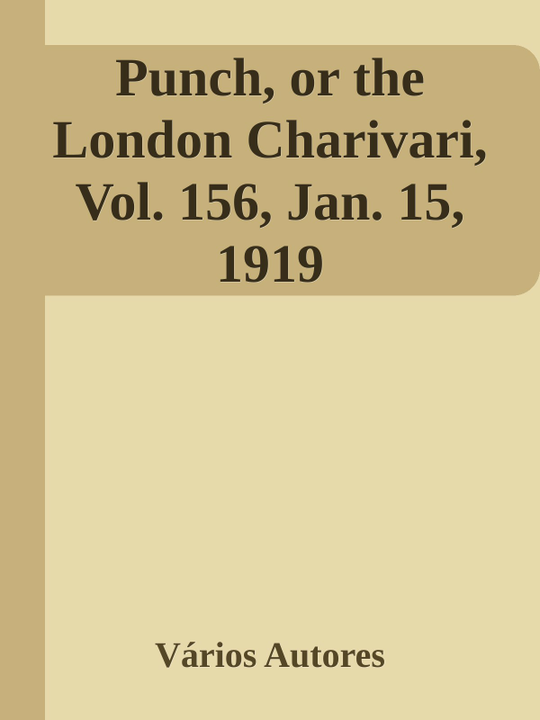 Punch, or the
London Charivari,
Vol. 156, Jan. 15,
1919
Vários Autores